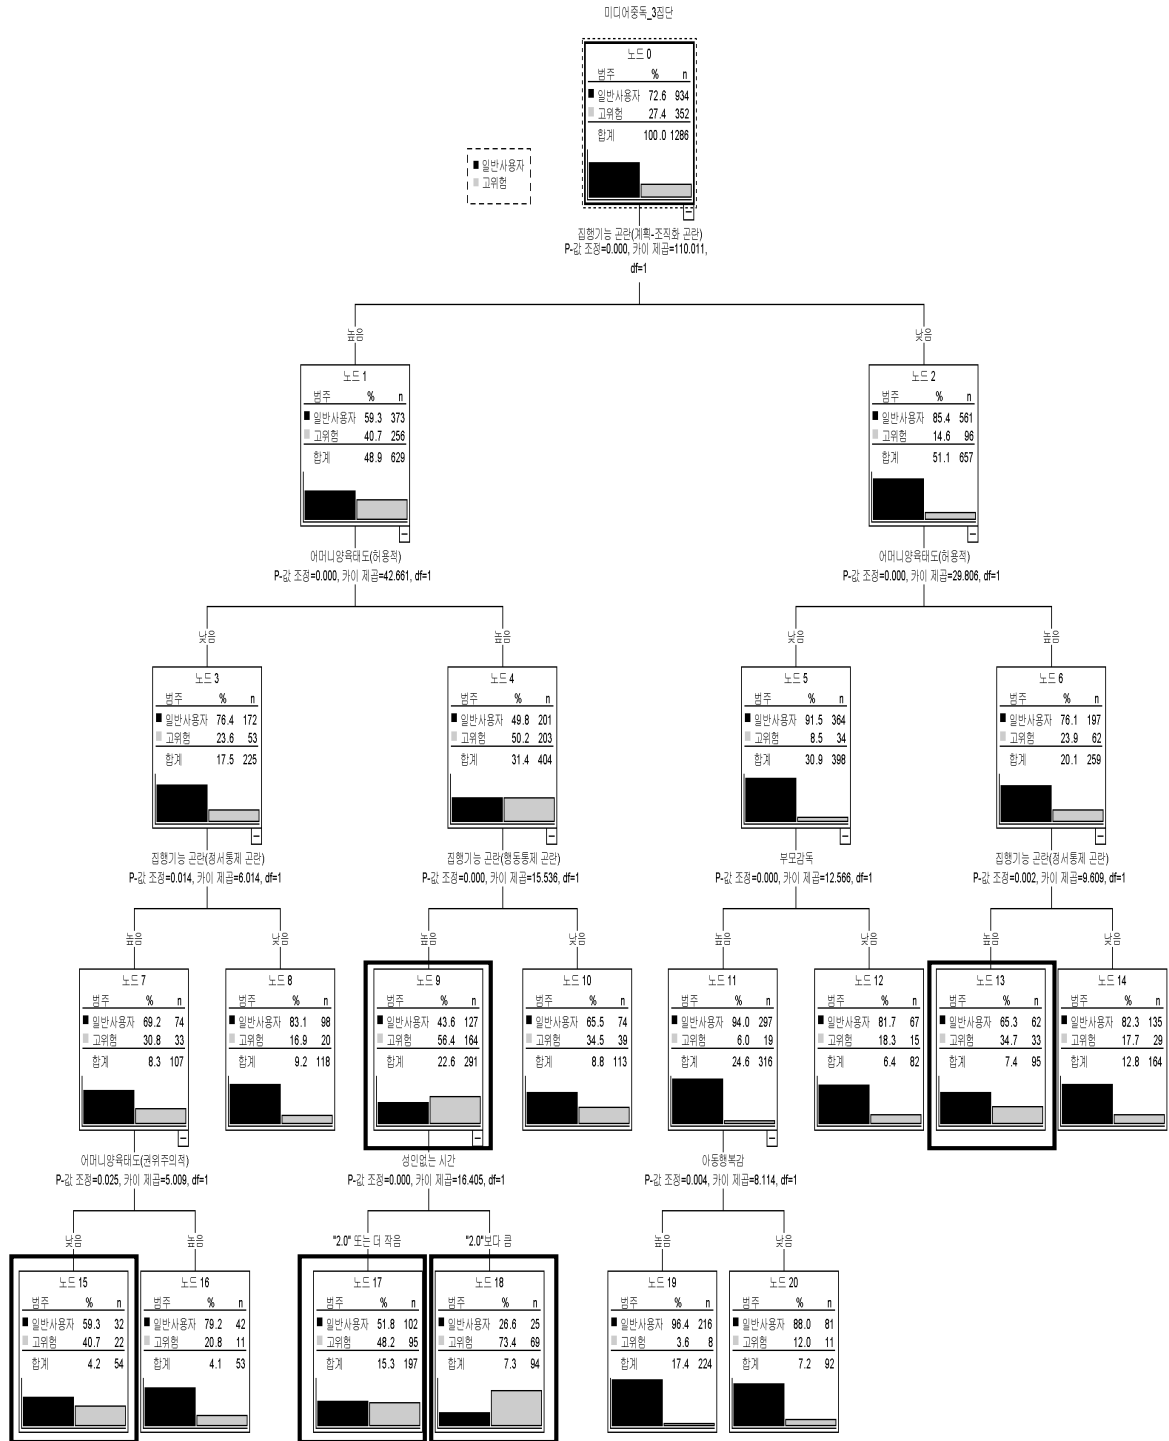 미디어중독_3집단
노드 0
범주 % n
일반사용자 72.6 934
고위험 27.4 352
합계 100.0 1286
일반사용자
고위험
집행기능 곤란(계획-조직화 곤란)
P-값 조정=0.000, 카이 제곱=110.011,
df=1
높음 낮음
노드 1
범주 % n
일반사용자 59.3 373
고위험 40.7 256
합계 48.9 629
노드 2
범주 % n
일반사용자 85.4 561
고위험 14.6 96
합계 51.1 657
어머니양육태도(허용적)
P-값 조정=0.000, 카이 제곱=42.661, df=1
어머니양육태도(허용적)
P-값 조정=0.000, 카이 제곱=29.806, df=1
낮음 높음 낮음 높음
노드 3
범주 % n
일반사용자 76.4 172
고위험 23.6 53
합계 17.5 225
노드 4
범주 % n
일반사용자 49.8 201
고위험 50.2 203
합계 31.4 404
노드 5
범주 % n
일반사용자 91.5 364
고위험 8.5 34
합계 30.9 398
노드 6
범주 % n
일반사용자 76.1 197
고위험 23.9 62
합계 20.1 259
집행기능 곤란(정서통제 곤란)
P-값 조정=0.014, 카이 제곱=6.014, df=1
집행기능 곤란(행동통제 곤란)
P-값 조정=0.000, 카이 제곱=15.536, df=1
부모감독
P-값 조정=0.000, 카이 제곱=12.566, df=1
집행기능 곤란(정서통제 곤란)
P-값 조정=0.002, 카이 제곱=9.609, df=1
높음 낮음 높음 낮음 높음 낮음 높음 낮음
노드 7
범주 % n
일반사용자 69.2 74
고위험 30.8 33
합계 8.3 107
노드 8
범주 % n
일반사용자 83.1 98
고위험 16.9 20
합계 9.2 118
노드 9
범주 % n
일반사용자 43.6 127
고위험 56.4 164
합계 22.6 291
노드 10
범주 % n
일반사용자 65.5 74
고위험 34.5 39
합계 8.8 113
노드 11
범주 % n
일반사용자 94.0 297
고위험 6.0 19
합계 24.6 316
노드 12
범주 % n
일반사용자 81.7 67
고위험 18.3 15
합계 6.4 82
노드 13
범주 % n
일반사용자 65.3 62
고위험 34.7 33
합계 7.4 95
노드 14
범주 % n
일반사용자 82.3 135
고위험 17.7 29
합계 12.8 164
어머니양육태도(권위주의적)
P-값 조정=0.025, 카이 제곱=5.009, df=1
성인없는 시간
P-값 조정=0.000, 카이 제곱=16.405, df=1
아동행복감
P-값 조정=0.004, 카이 제곱=8.114, df=1
낮음 높음 "2.0" 또는 더 작음 "2.0"보다 큼 높음 낮음
노드 15
범주 % n
일반사용자 59.3 32
고위험 40.7 22
합계 4.2 54
노드 16
범주 % n
일반사용자 79.2 42
고위험 20.8 11
합계 4.1 53
노드 17
범주 % n
일반사용자 51.8 102
고위험 48.2 95
합계 15.3 197
노드 18
범주 % n
일반사용자 26.6 25
고위험 73.4 69
합계 7.3 94
노드 19
범주 % n
일반사용자 96.4 216
고위험 3.6 8
합계 17.4 224
노드 20
범주 % n
일반사용자 88.0 81
고위험 12.0 11
합계 7.2 92